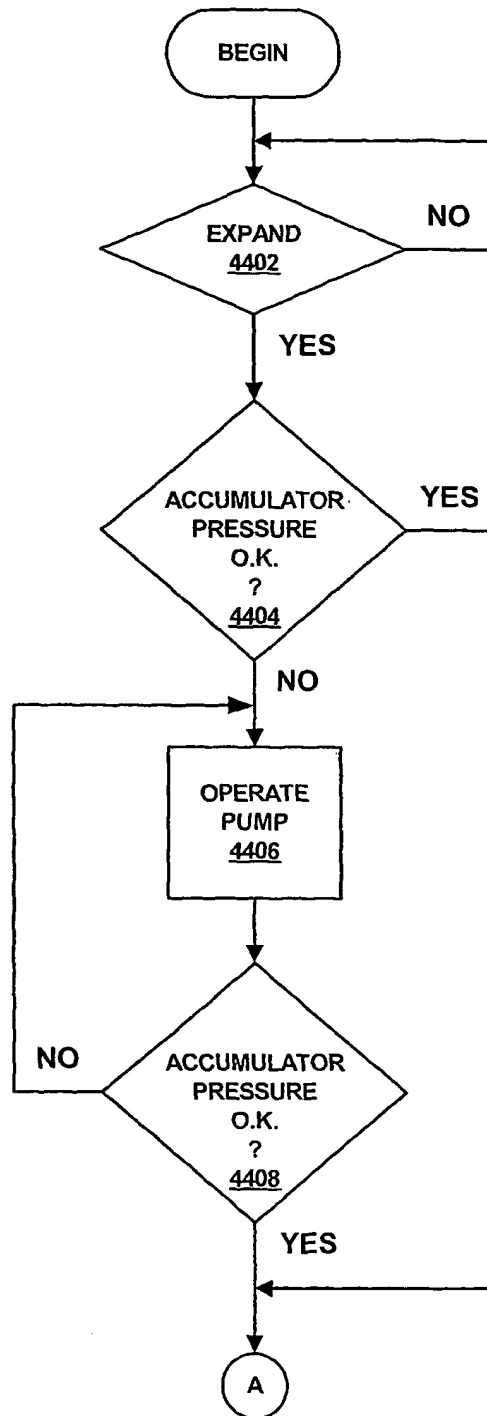 BEGIN
EXPAND
4402
NO
YES
ACCUMULATOR
PRESSURE
O.K.
?
4404
YES
NO
OPERATE
PUMP
4406
NO
ACCUMULATOR
PRESSURE
O.K.
?
4408
YES
A